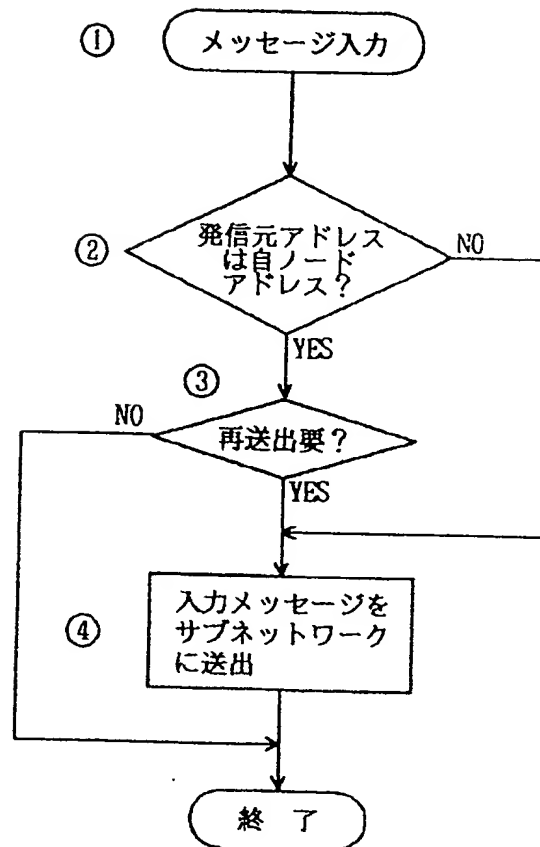 ① メッセージ入力
② 発信元アドレス
は自ノード
アドレス？
NO
YES
③
NO
再送出要？
YES
④ 入力メッセージを
サブネットワーク
に送出
終 了